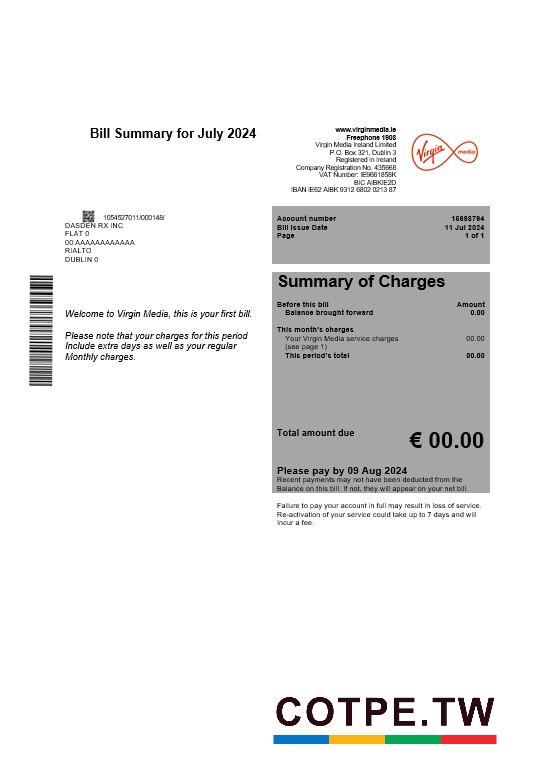 Bill Summary for July 2024
www.virginmedia.ie
Freephone 1908
Virgin Media Ireland Limited
P.O. Box 321, Dublin 3
Registered in Ireland
Company Registration No. 435668
VAT Number: IE9661858K
BIC AIBKIE2D
IBAN IE62 AIBK 9312 6802 0213 87
Virgin media
1054527011/000148/
DASDEN RX INC
FLAT 0
00 AAAAAAAAAAAA
RIALTO
DUBLIN 0
Account number 15693794
Bill Issue Date 11 Jul 2024
Page 1 of 1
Summary of Charges
Before this bill Amount
Balance brought forward 0.00
This month's charges
Your Virgin Media service charges 00.00
(see page 1)
This period's total 00.00
Welcome to Virgin Media, this is your first bill.
Please note that your charges for this period
Include extra days as well as your regular
Monthly charges.
Total amount due € 00.00
Please pay by 09 Aug 2024
Recent payments may not have been deducted from the
Balance on this bill. If not, they will appear on your net bill.
Failure to pay your account in full may result in loss of service.
Re-activation of your service could take up to 7 days and will
Incur a fee.
COTPE.TW